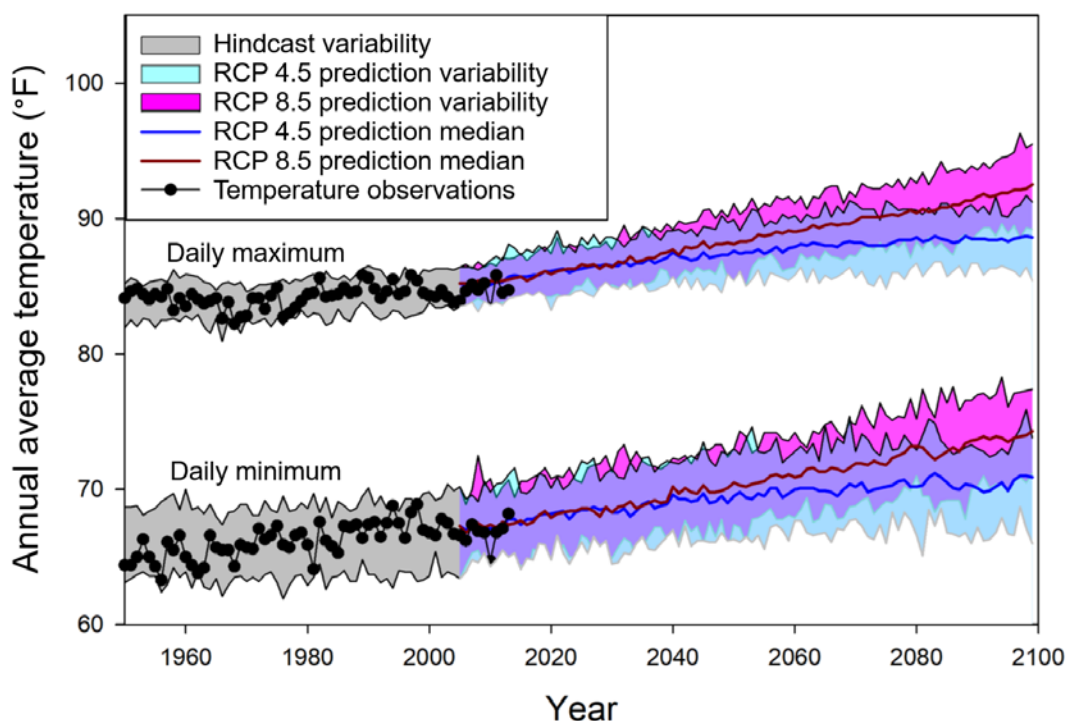 Hindcast variability
RCP 4.5 prediction variability
RCP 8.5 prediction variability
RCP 4.5 prediction median
RCP 8.5 prediction median
Temperature observations
Daily maximum
Daily minimum
Annual average temperature (°F)
100
90
80
70
60
1960 1980 2000 2020 2040 2060 2080 2100
Year